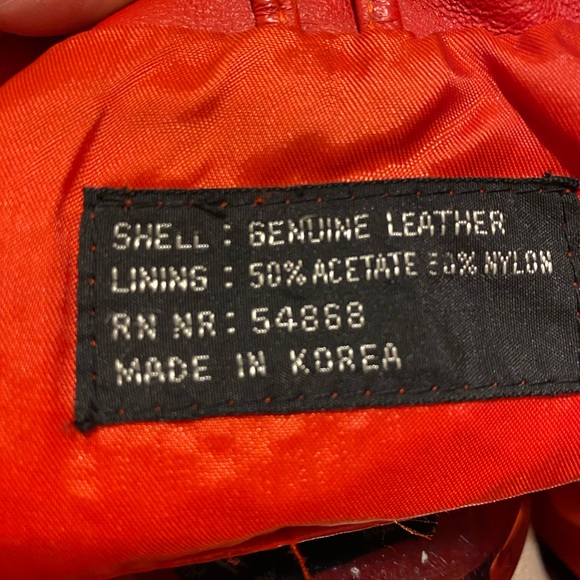 SHELL : GENUINE LEATHER
LINING : 50% ACETATE 50% NYLON
RN NR : 54868
MADE IN KOREA